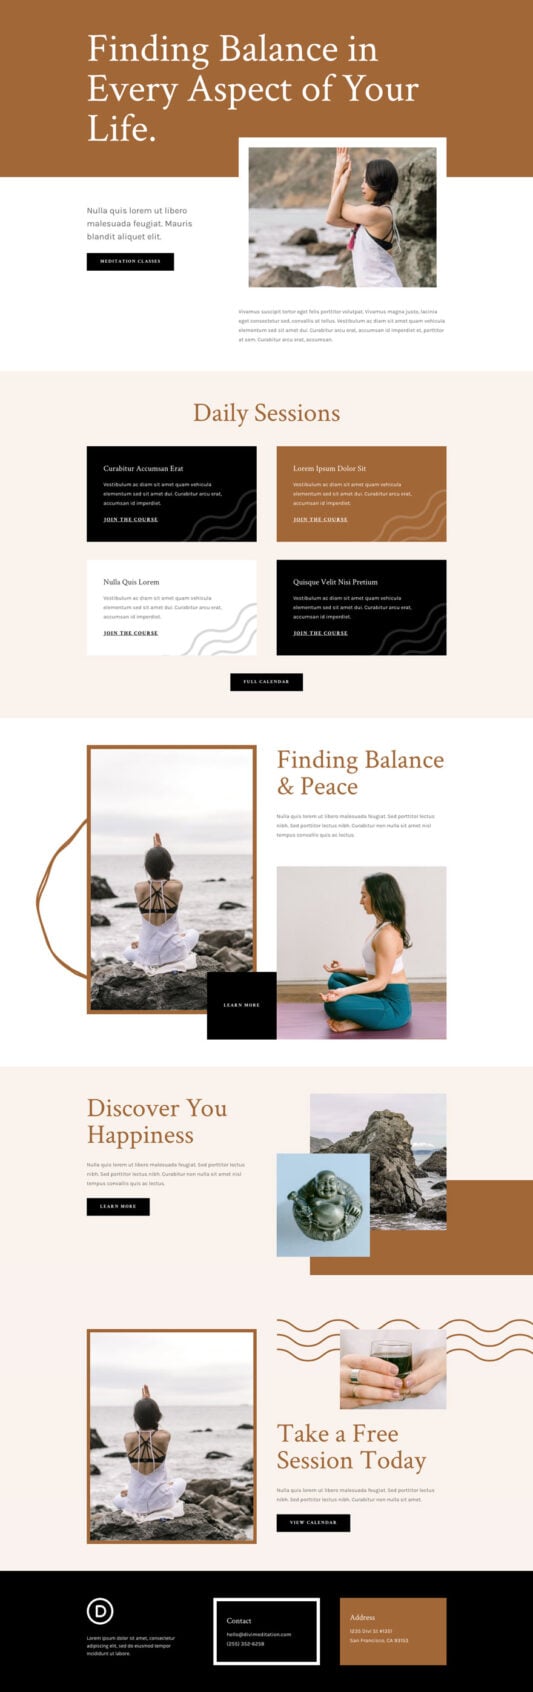 Finding Balance in
Every Aspect of Your
Life.
Nulla quis lorem ut libero
malesuada feugiat. Mauris
blandit aliquet elit.
MEDITATION CLASSES
Vivamus suscipit tortor eget felis porttitor volutpat. Vivamus magna justo, lacinia
eget consectetur sed, convallis at tellus. Vestibulum ac diam sit amet quam vehicula
elementum sed sit amet dui. Curabitur arcu erat, accumsan id imperdiet et, porttitor
at sem. Curabitur arcu erat, accumsan.
Daily Sessions
Curabitur Accumsan Erat
Vestibulum ac diam sit amet quam vehicula
elementum sed sit amet dui. Curabitur arcu erat,
accumsan id imperdiet.
JOIN THE COURSE
Lorem Ipsum Dolor Sit
Vestibulum ac diam sit amet quam vehicula
elementum sed sit amet dui. Curabitur arcu erat,
accumsan id imperdiet.
JOIN THE COURSE
Nulla Quis Lorem
Vestibulum ac diam sit amet quam vehicula
elementum sed sit amet dui. Curabitur arcu erat,
accumsan id imperdiet.
JOIN THE COURSE
Quisque Velit Nisi Pretium
Vestibulum ac diam sit amet quam vehicula
elementum sed sit amet dui. Curabitur arcu erat,
accumsan id imperdiet.
JOIN THE COURSE
FULL CALENDAR
Finding Balance
& Peace
Nulla quis lorem ut libero malesuada feugiat. Sed porttitor lectus
nibh. Sed porttitor lectus nibh. Curabitur non nulla sit amet nisl
tempus convallis quis ac lectus.
LEARN MORE
Discover You
Happiness
Nulla quis lorem ut libero malesuada feugiat. Sed porttitor lectus
nibh. Sed porttitor lectus nibh. Curabitur non nulla sit amet nisl
tempus convallis quis ac lectus.
LEARN MORE
Take a Free
Session Today
Nulla quis lorem ut libero malesuada feugiat. Sed porttitor lectus
nibh. Sed porttitor lectus nibh. Curabitur non nulla sit amet.
VIEW CALENDAR
D
Lorem ipsum dolor sit amet, consectetur
adipiscing elit, sed do eiusmod tempor
incididunt ut labore.
Contact
hello@divimeditation.com
(255) 352-6258
Address
1235 Divi St #1351
San Francisco, CA 93153